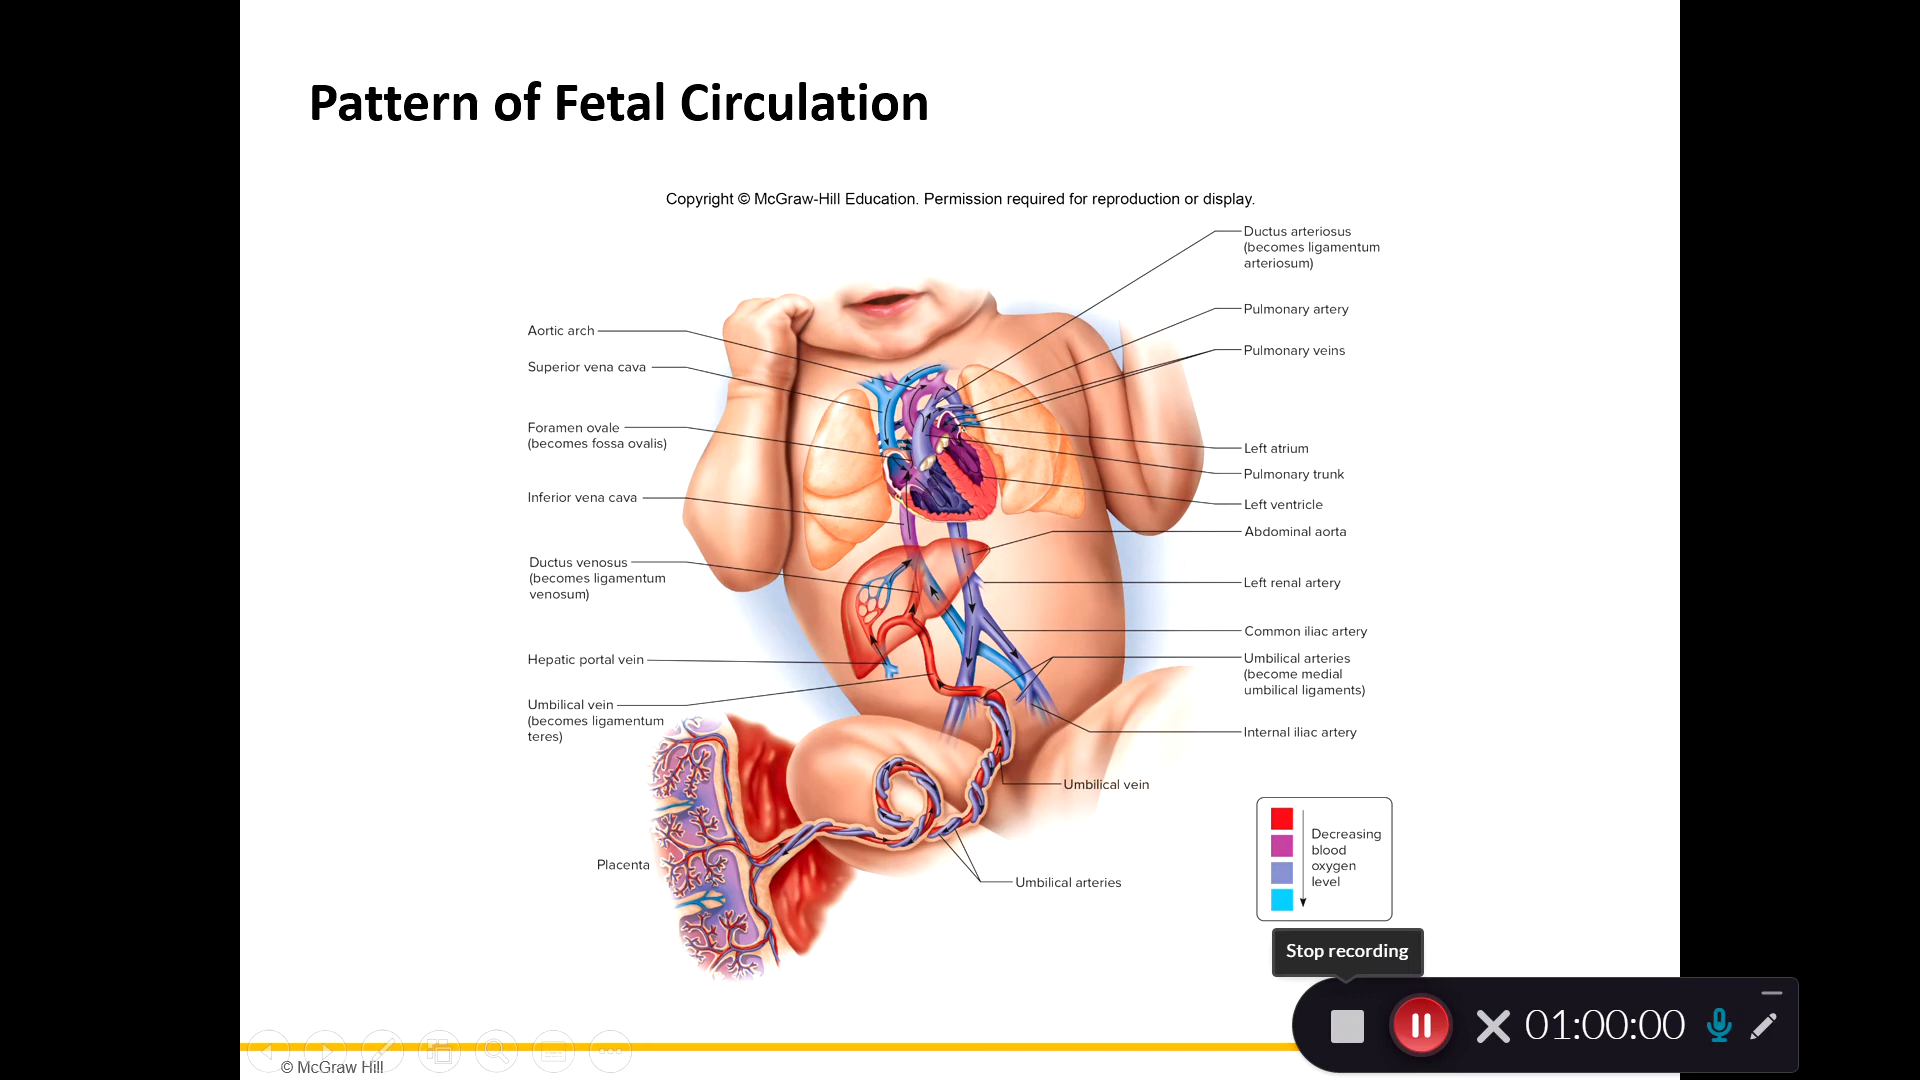 Pattern of Fetal Circulation
Copyright © McGraw-Hill Education. Permission required for reproduction or display.
Aortic arch
Superior vena cava
Foramen ovale
(becomes fossa ovalis)
Inferior vena cava
Ductus venosus
(becomes ligamentum
venosum)
Hepatic portal vein
Umbilical vein
(becomes ligamentum
teres)
Placenta
Ductus arteriosus
(becomes ligamentum
arteriosum)
Pulmonary artery
Pulmonary veins
Left atrium
Pulmonary trunk
Left ventricle
Abdominal aorta
Left renal artery
Common iliac artery
Umbilical arteries
(become medial
umbilical ligaments)
Internal iliac artery
Umbilical vein
Umbilical arteries
Decreasing
blood
oxygen
level
Stop recording
01:00:00
© McGraw Hill